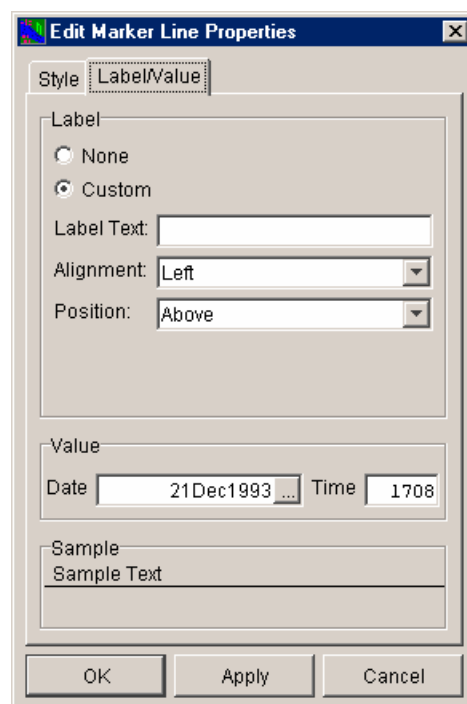 Edit Marker Line Properties
Style Label/Value
Label
None
Custom
Label Text:
Alignment: Left
Position: Above
Value
Date 21Dec1993 ... Time 1708
Sample
Sample Text
OK Apply Cancel